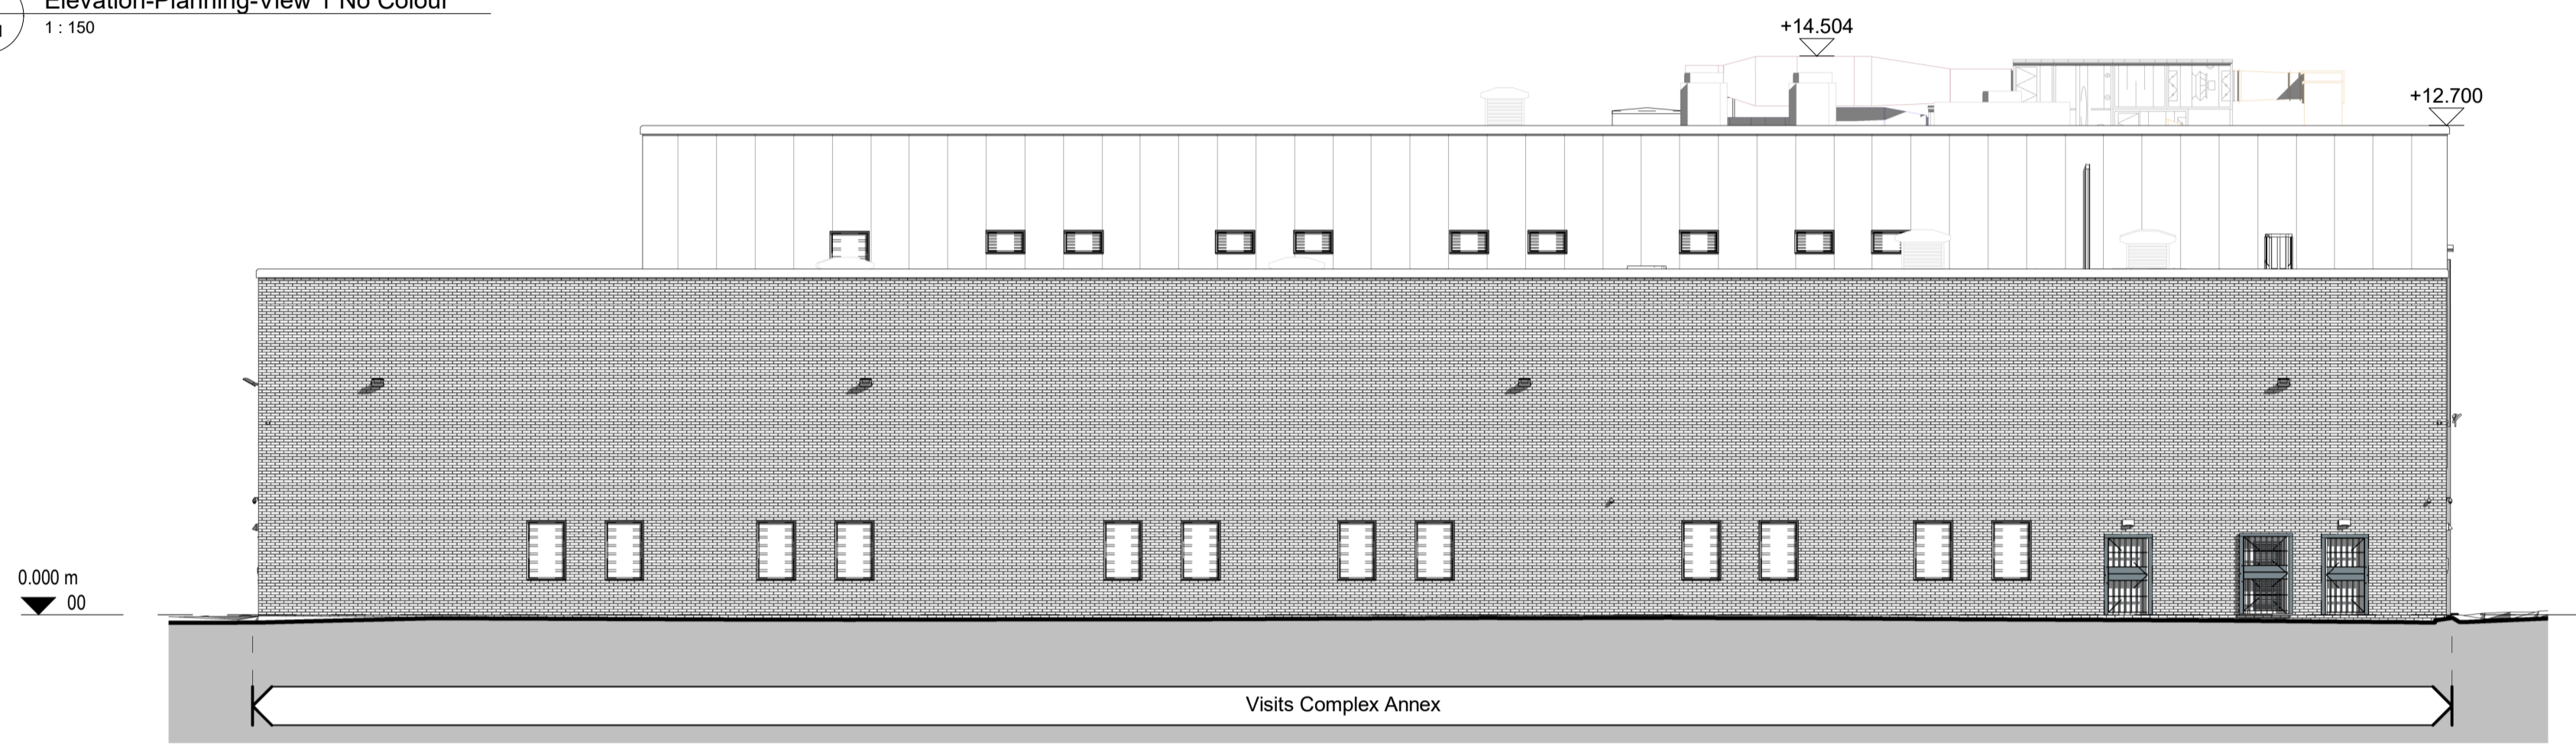 Elevation-Planning-View 1 No Colour
1 : 150
+14.504
+12.700
0.000 m
00
Visits Complex Annex